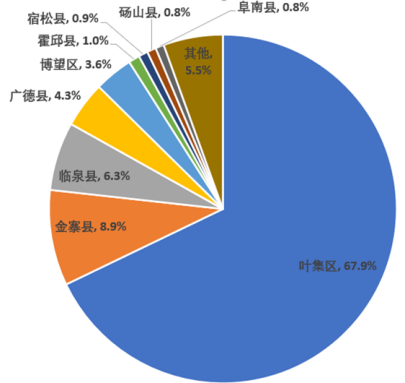 砀山县, 0.8%
阜南县, 0.8%
宿松县, 0.9%
霍邱县, 1.0%
博望区, 3.6%
其他,
5.5%
广德县, 4.3%
临泉县, 6.3%
金寨县, 8.9%
叶集区, 67.9%